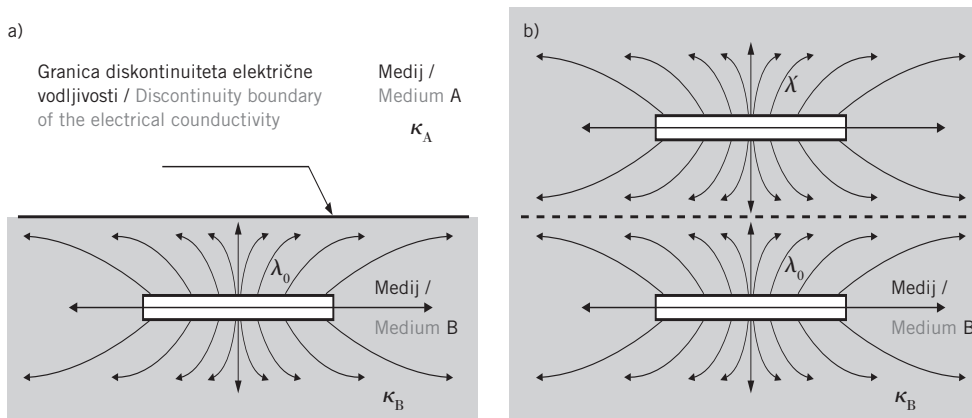 a)
Granica diskontinuiteta električne
vodljivosti / Discontinuity boundary
of the electrical counductivity
Medij /
Medium A
κA
λ0
Medij /
Medium B
κB
b)
λ′
λ0
Medij /
Medium B
κB